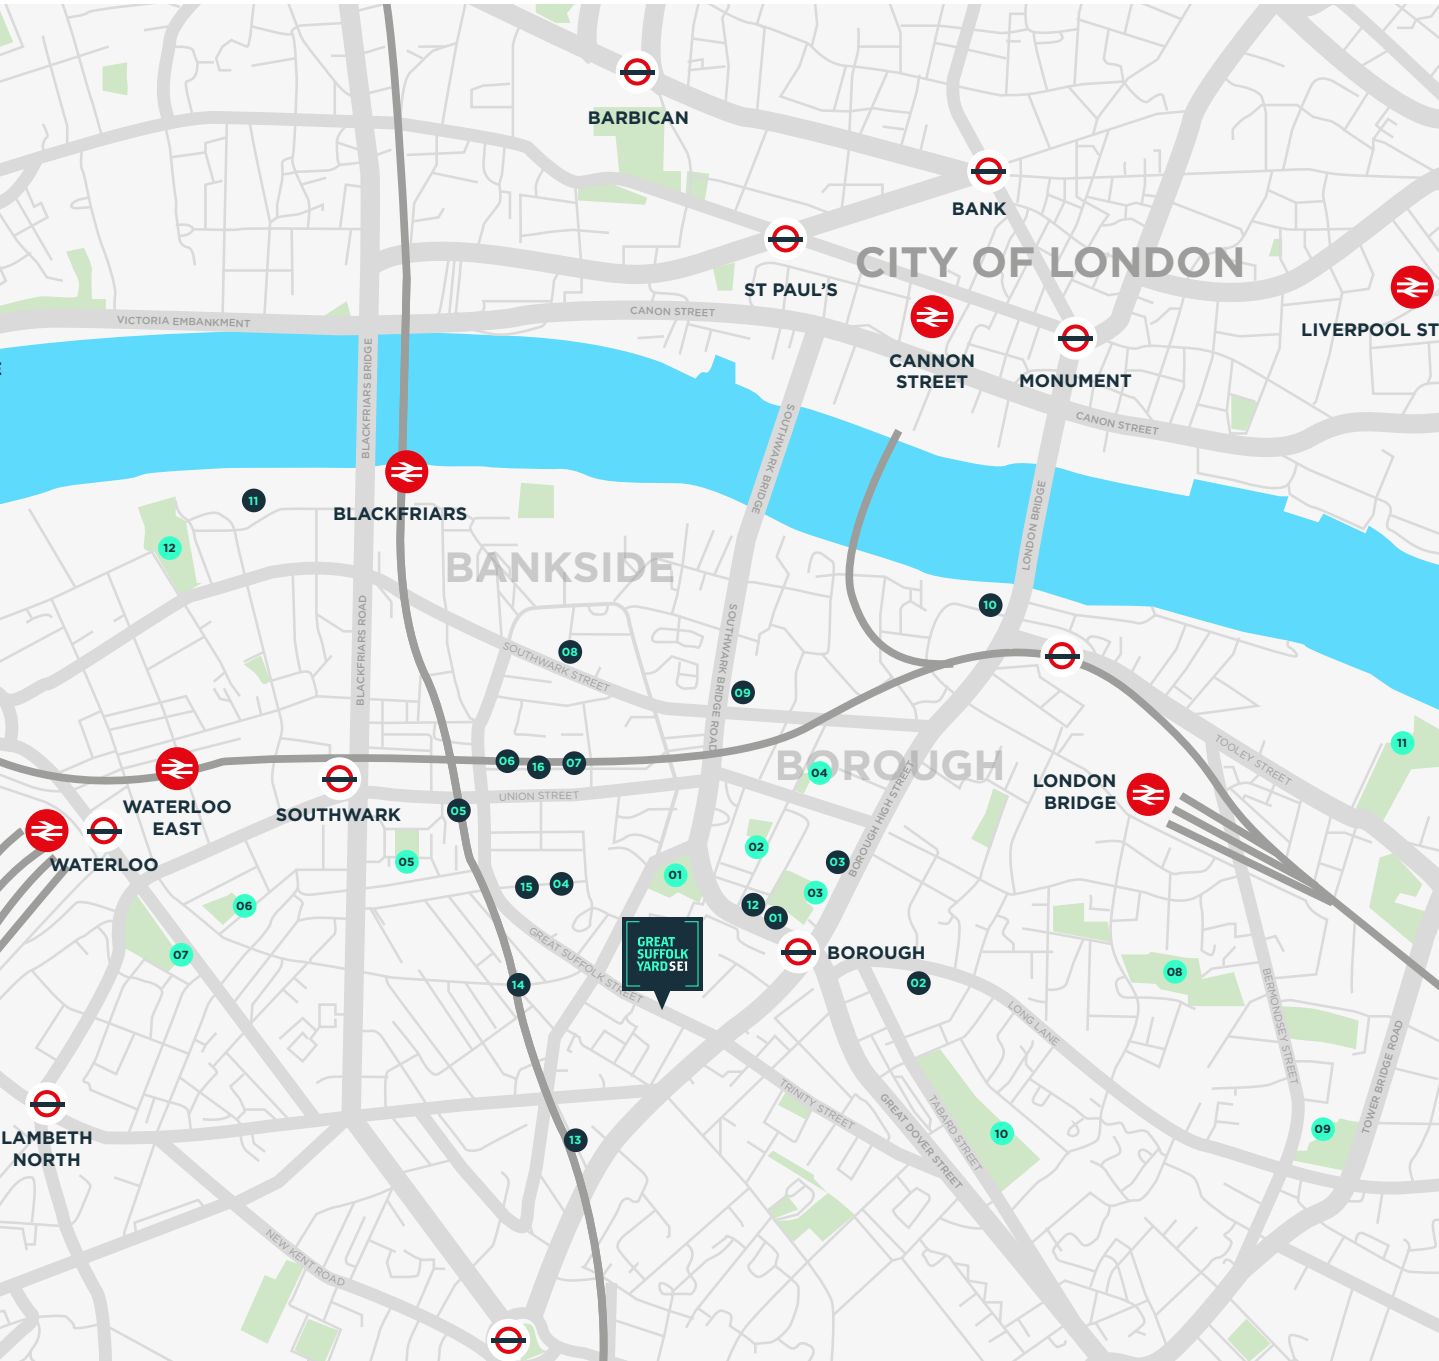 BARBICAN
BANK
ST PAUL'S
CITY OF LONDON
LIVERPOOL ST
VICTORIA EMBANKMENT
CANON STREET
CANNON
STREET
MONUMENT
CANON STREET
BLACKFRIARS BRIDGE
SOUTHWARK BRIDGE
LONDON BRIDGE
E
11
BLACKFRIARS
12
BANKSIDE
10
BLACKFRIARS ROAD
SOUTHWARK STREET
08
SOUTHWARK BRIDGE ROAD
09
TOOLEY STREET
11
06
16
07
BOROUGH
04
LONDON
BRIDGE
WATERLOO
EAST
SOUTHWARK
UNION STREET
05
BOROUGH HIGH STREET
WATERLOO
05
02
03
01
03
15
04
06
12
01
07
GREAT SUFFOLK STREET
GREAT
SUFFOLK
YARDSE1
BOROUGH
14
02
08
LONG LANE
BERMONDSEY STREET
TOWER BRIDGE ROAD
LAMBETH
NORTH
13
TRINITY STREET
GREAT DOVER STREET
TABARD STREET
10
09
NEW KENT ROAD